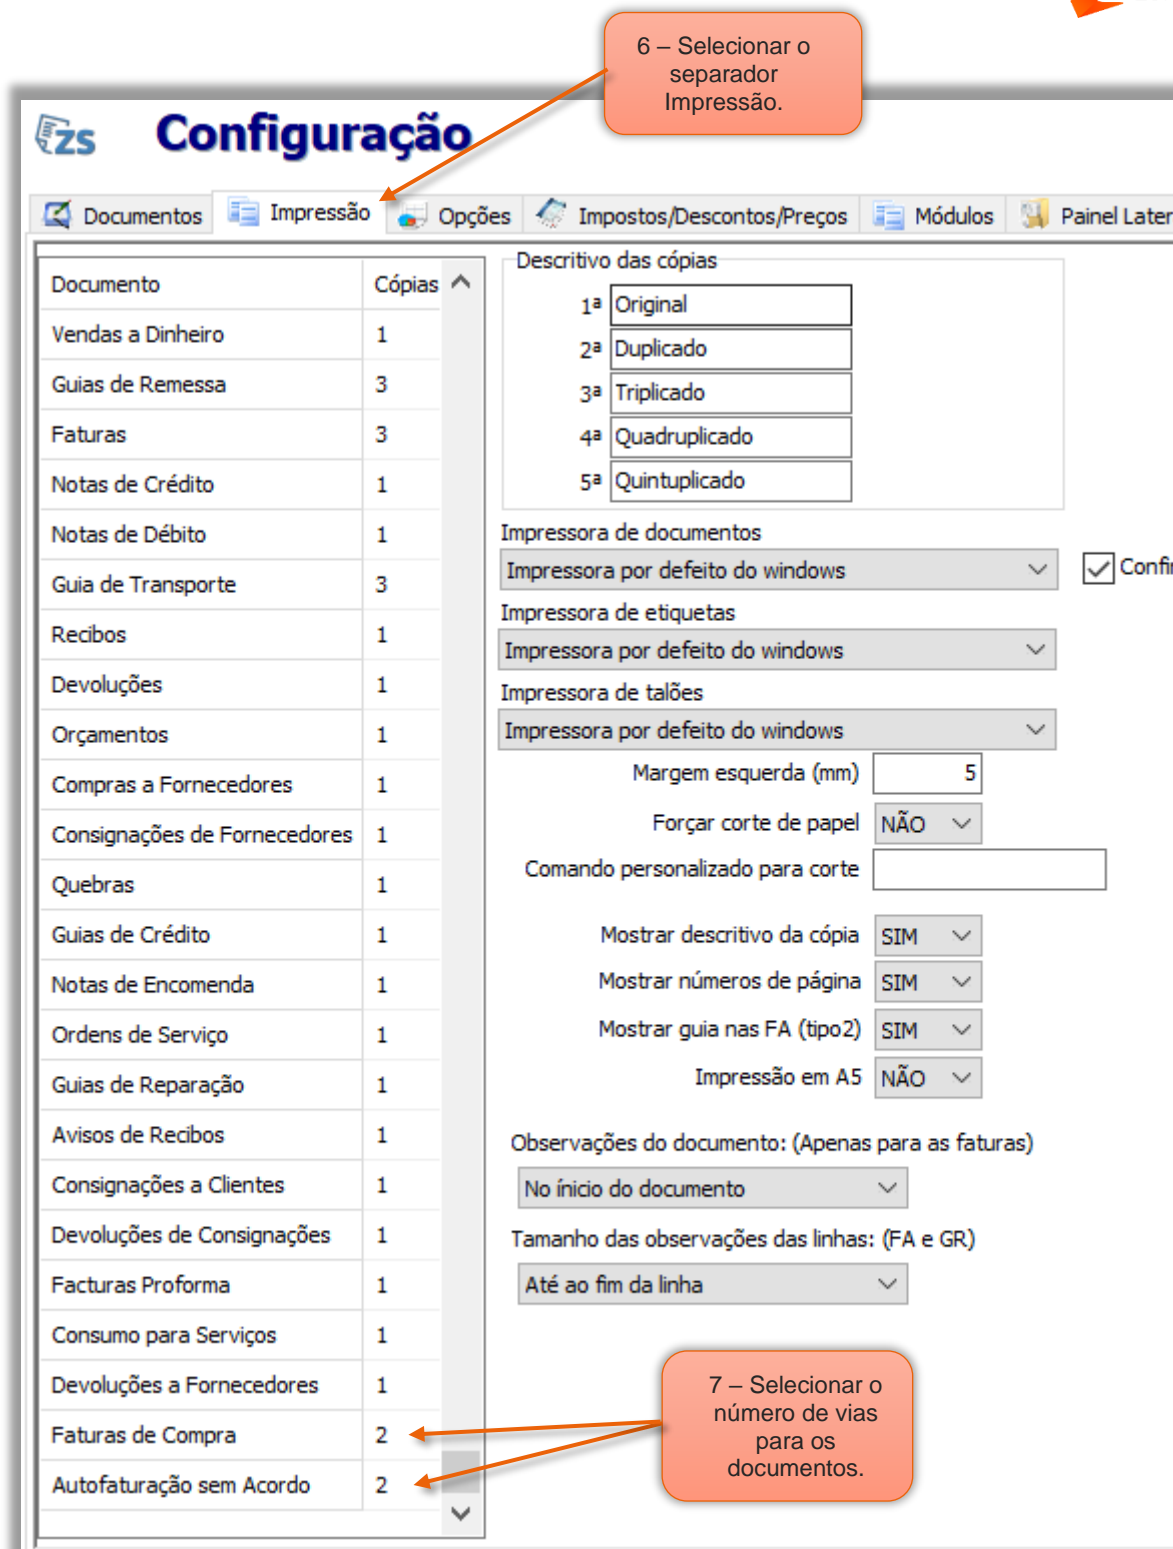 6 – Selecionar o
separador
Impressão.
ZS Configuração
Documentos Impressão Opções Impostos/Descontos/Preços Módulos Painel Later
Documento Cópias
Vendas a Dinheiro 1
Guias de Remessa 3
Faturas 3
Notas de Crédito 1
Notas de Débito 1
Guia de Transporte 3
Recibos 1
Devoluções 1
Orçamentos 1
Compras a Fornecedores 1
Consignações de Fornecedores 1
Quebras 1
Guias de Crédito 1
Notas de Encomenda 1
Ordens de Serviço 1
Guias de Reparação 1
Avisos de Recibos 1
Consignações a Clientes 1
Devoluções de Consignações 1
Facturas Proforma 1
Consumo para Serviços 1
Devoluções a Fornecedores 1
Faturas de Compra 2
Autofaturação sem Acordo 2
Descritivo das cópias
1ª Original
2ª Duplicado
3ª Triplicado
4ª Quadruplicado
5ª Quintuplicado
Impressora de documentos
Impressora por defeito do windows Confir
Impressora de etiquetas
Impressora por defeito do windows
Impressora de talões
Impressora por defeito do windows
Margem esquerda (mm) 5
Forçar corte de papel NÃO
Comando personalizado para corte
Mostrar descritivo da cópia SIM
Mostrar números de página SIM
Mostrar guia nas FA (tipo2) SIM
Impressão em A5 NÃO
Observações do documento: (Apenas para as faturas)
No ínicio do documento
Tamanho das observações das linhas: (FA e GR)
Até ao fim da linha
7 – Selecionar o
número de vias
para os
documentos.